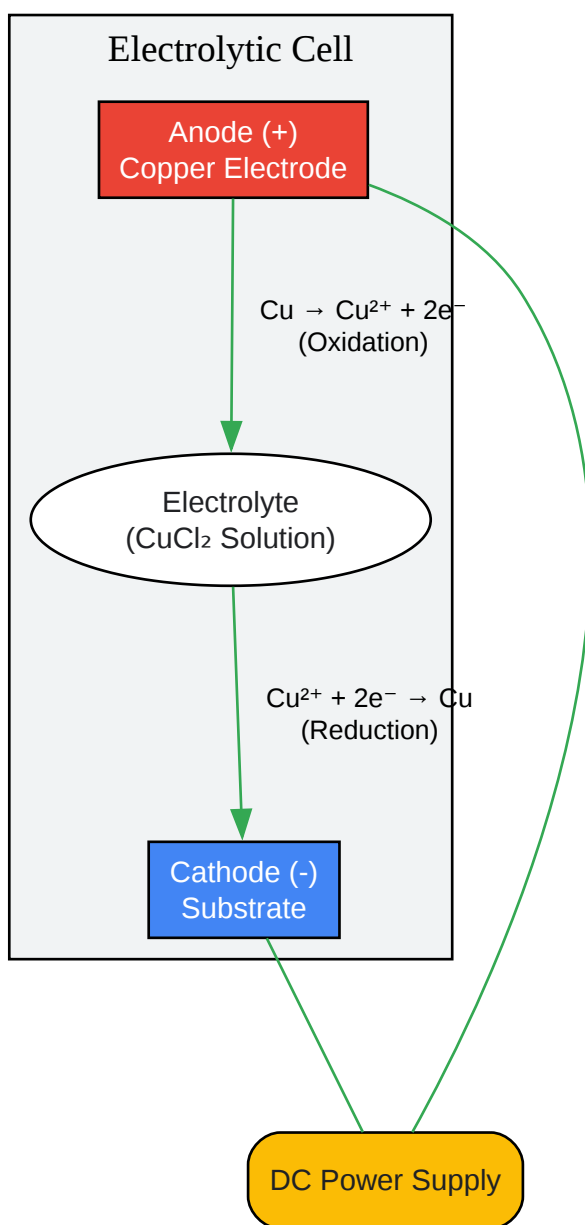 Electrolytic Cell
Anode (+)
Copper Electrode
Cu → Cu²⁺ + 2e⁻
(Oxidation)
Electrolyte
(CuCl₂ Solution)
Cu²⁺ + 2e⁻ → Cu
(Reduction)
Cathode (-)
Substrate
DC Power Supply